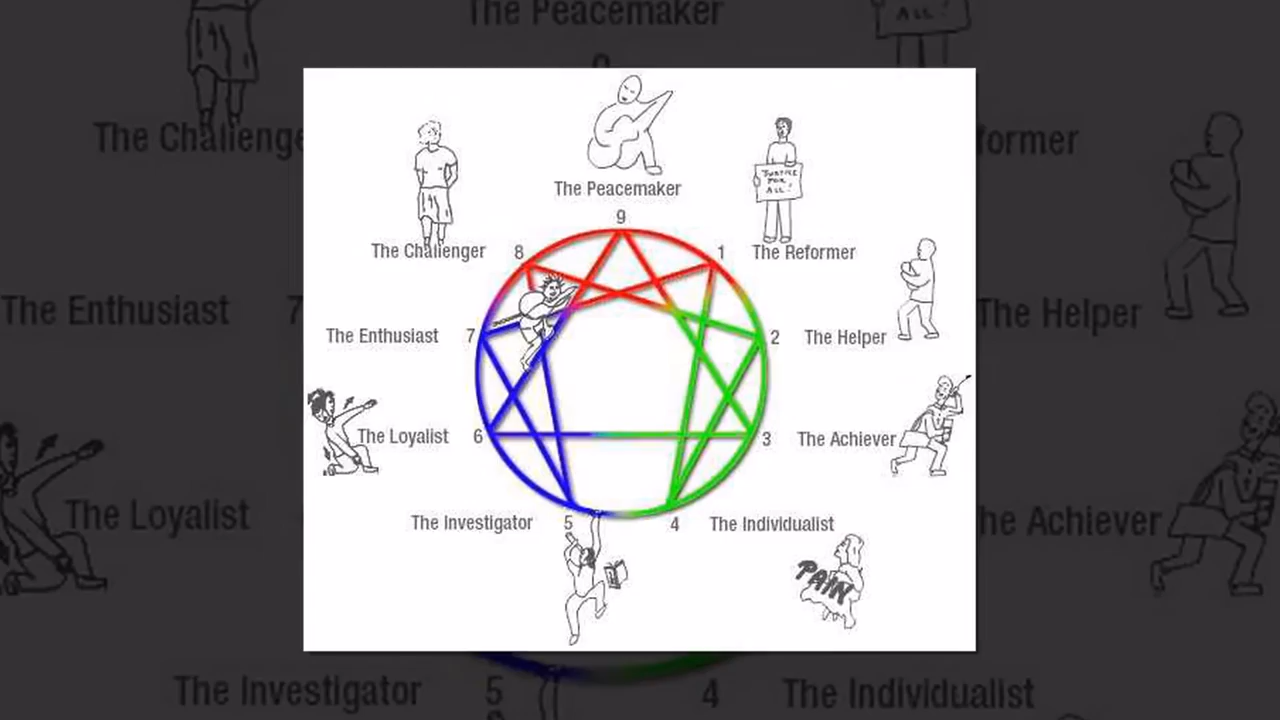 The Peacemaker
9
The Challenger
8
1
The Reformer
JUSTICE
FOR
ALL!
The Enthusiast
7
2
The Helper
The Loyalist
6
3
The Achiever
The Investigator
5
4
The Individualist
PAIN
The Peacemaker
ALL!
The Challenge
former
The Enthusiast
7
The Helper
The Loyalist
he Achiever
The Investigator
5
4
The Individualist